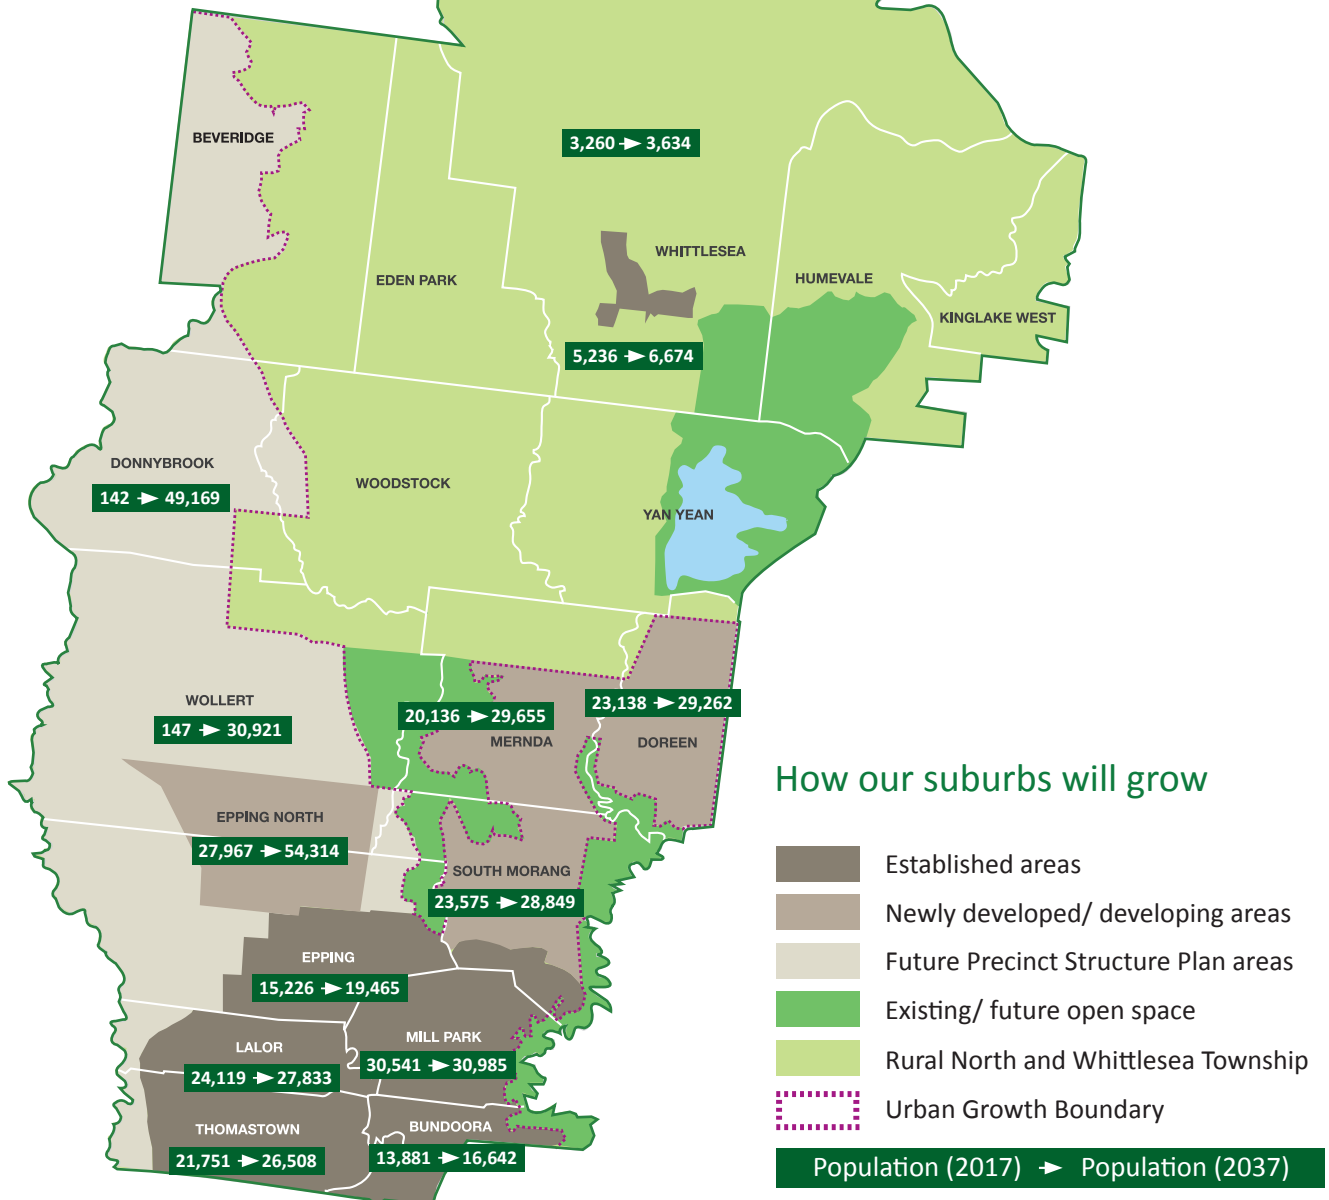 BEVERIDGE
3,260 → 3,634
WHITTLESEA
EDEN PARK
HUMEVALE
KINGLAKE WEST
5,236 → 6,674
DONNYBROOK
142 → 49,169
WOODSTOCK
YAN YEAN
WOLLERT
147 → 30,921
20,136 → 29,655
MERNDA
23,138 → 29,262
DOREEN
EPPING NORTH
27,967 → 54,314
SOUTH MORANG
23,575 → 28,849
EPPING
15,226 → 19,465
LALOR
24,119 → 27,833
MILL PARK
30,541 → 30,985
THOMASTOWN
21,751 → 26,508
BUNDOORA
13,881 → 16,642
How our suburbs will grow
Established areas
Newly developed/ developing areas
Future Precinct Structure Plan areas
Existing/ future open space
Rural North and Whittlesea Township
Urban Growth Boundary
Population (2017) → Population (2037)